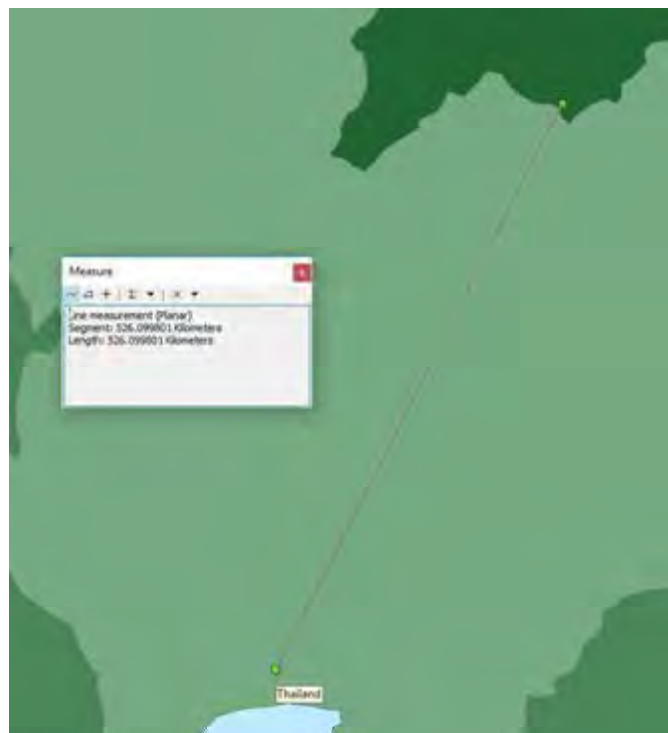 Measure
Line measurement (Planar)
Segment: 526.099801 Kilometers
Length: 526.099801 Kilometers
Thailand